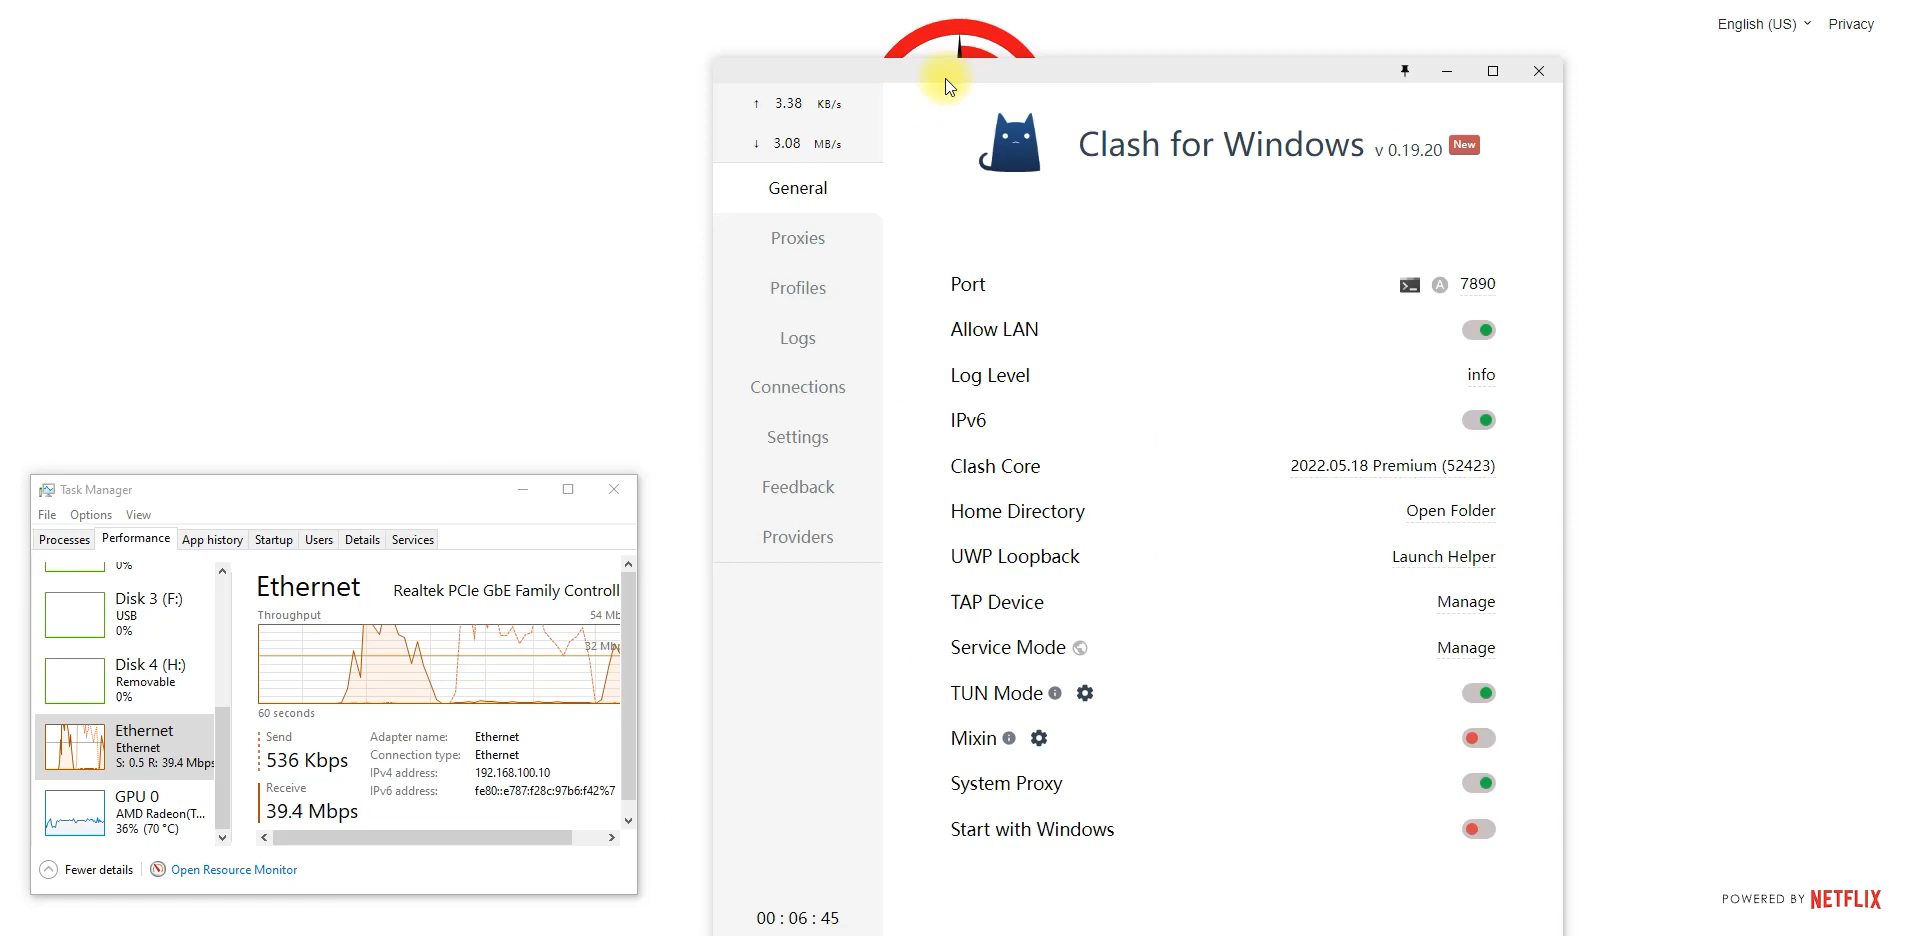 English (US) Privacy
↑ 3.38 KB/s
↓ 3.08 MB/s
General
Proxies
Profiles
Logs
Connections
Settings
Feedback
Providers
00 : 06 : 45
Clash for Windows v 0.19.20 New
Port A 7890
Allow LAN
Log Level info
IPv6
Clash Core 2022.05.18 Premium (52423)
Home Directory Open Folder
UWP Loopback Launch Helper
TAP Device Manage
Service Mode Manage
TUN Mode
Mixin
System Proxy
Start with Windows
Task Manager
File Options View
Processes Performance App history Startup Users Details Services
0%
Disk 3 (F:)
USB
0%
Disk 4 (H:)
Removable
0%
Ethernet
Ethernet
S: 0.5 R: 39.4 Mbps
GPU 0
AMD Radeon(T...
36% (70 °C)
Ethernet Realtek PCIe GbE Family Controll
Throughput 54 Mb
32 Mbp
60 seconds
Send
536 Kbps
Receive
39.4 Mbps
Adapter name: Ethernet
Connection type: Ethernet
IPv4 address: 192.168.100.10
IPv6 address: fe80::e787:f28c:97b6:f42%7
Fewer details Open Resource Monitor
POWERED BY NETFLIX